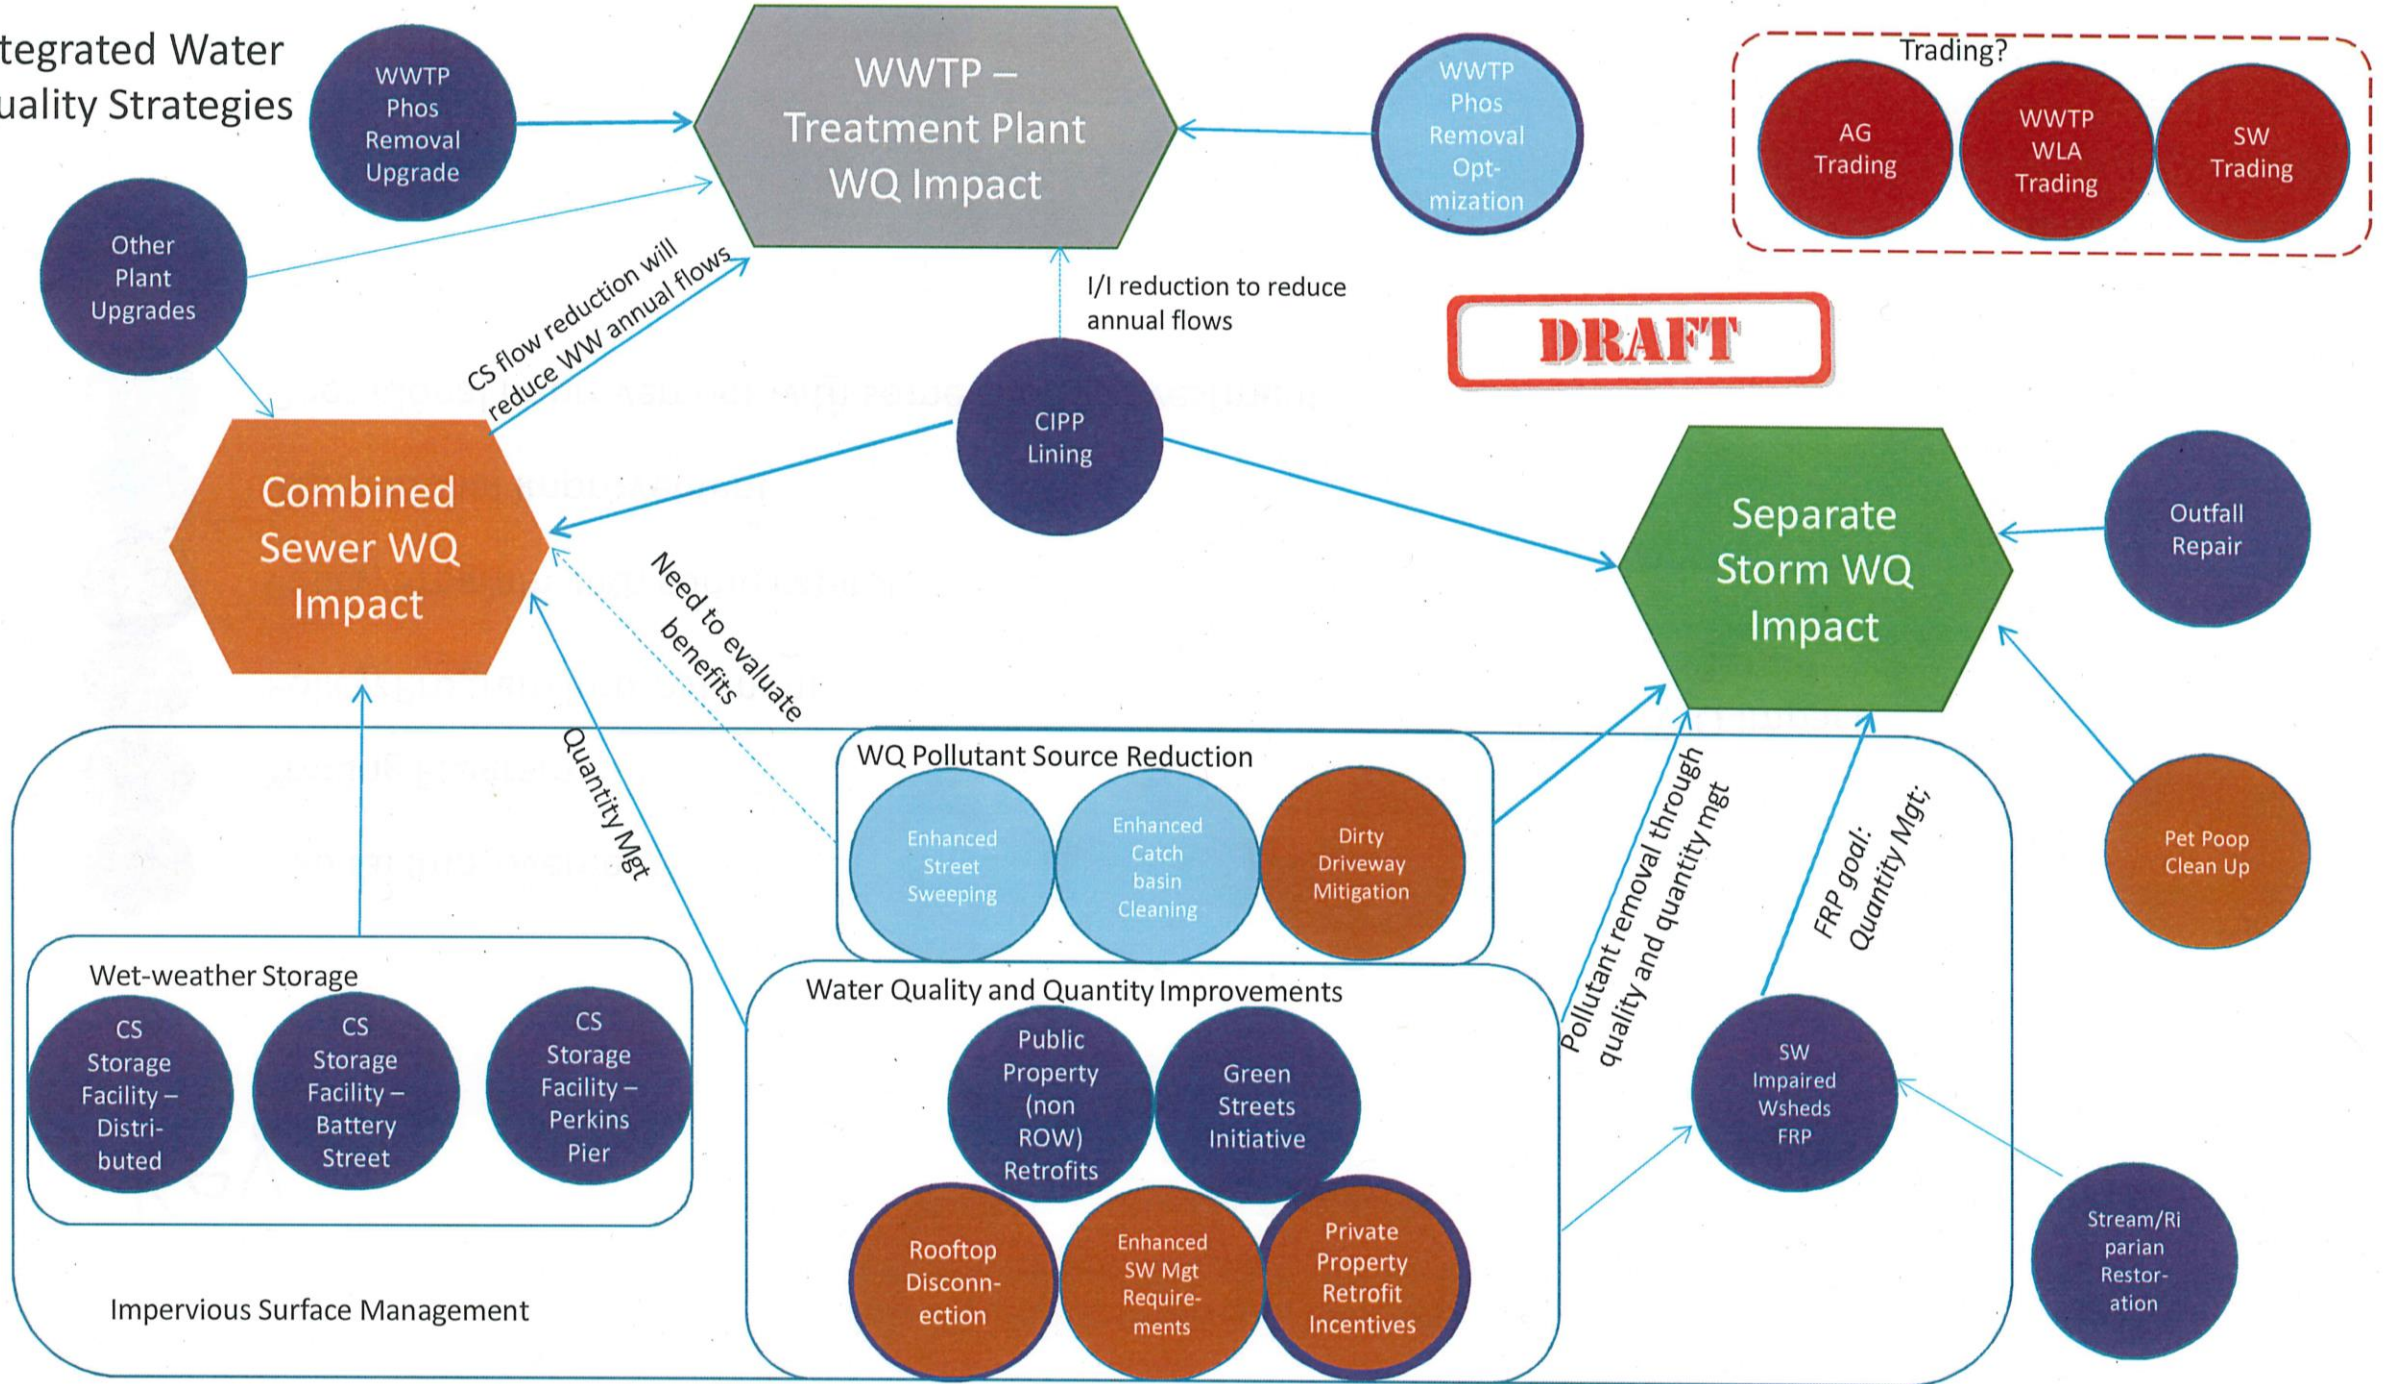 tegrated Water
uality Strategies
WWTP
Phos
Removal
Upgrade
WWTP –
Treatment Plant
WQ Impact
WWTP
Phos
Removal
Opt-
mization
Trading?
AG
Trading
WWTP
WLA
Trading
SW
Trading
Other
Plant
Upgrades
CS flow reduction will
reduce WW annual flows
I/I reduction to reduce
annual flows
DRAFT
CIPP
Lining
Combined
Sewer WQ
Impact
Separate
Storm WQ
Impact
Outfall
Repair
Need to evaluate
benefits
Quantity Mgt
WQ Pollutant Source Reduction
Enhanced
Street
Sweeping
Enhanced
Catch
basin
Cleaning
Dirty
Driveway
Mitigation
Pollutant removal through
quality and quantity mgt
FRP goal:
Quantity Mgt;
Pet Poop
Clean Up
Wet-weather Storage
CS
Storage
Facility –
Distri-
buted
CS
Storage
Facility –
Battery
Street
CS
Storage
Facility –
Perkins
Pier
Water Quality and Quantity Improvements
Public
Property
(non
ROW)
Retrofits
Green
Streets
Initiative
Rooftop
Disconn-
ection
Enhanced
SW Mgt
Require-
ments
Private
Property
Retrofit
Incentives
SW
Impaired
Wsheds
FRP
Stream/Ri
parian
Restor-
ation
Impervious Surface Management